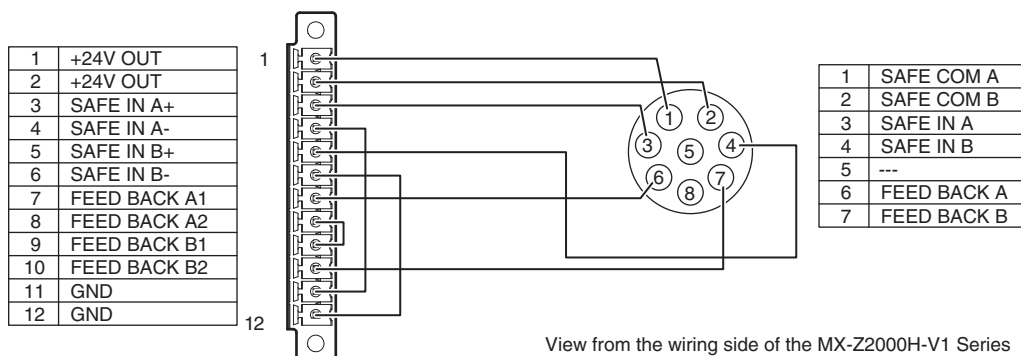 1 +24V OUT
2 +24V OUT
3 SAFE IN A+
4 SAFE IN A-
5 SAFE IN B+
6 SAFE IN B-
7 FEED BACK A1
8 FEED BACK A2
9 FEED BACK B1
10 FEED BACK B2
11 GND
12 GND
1
12
1 2
3 5 4
6 8 7
1 SAFE COM A
2 SAFE COM B
3 SAFE IN A
4 SAFE IN B
5 ---
6 FEED BACK A
7 FEED BACK B
View from the wiring side of the MX-Z2000H-V1 Series